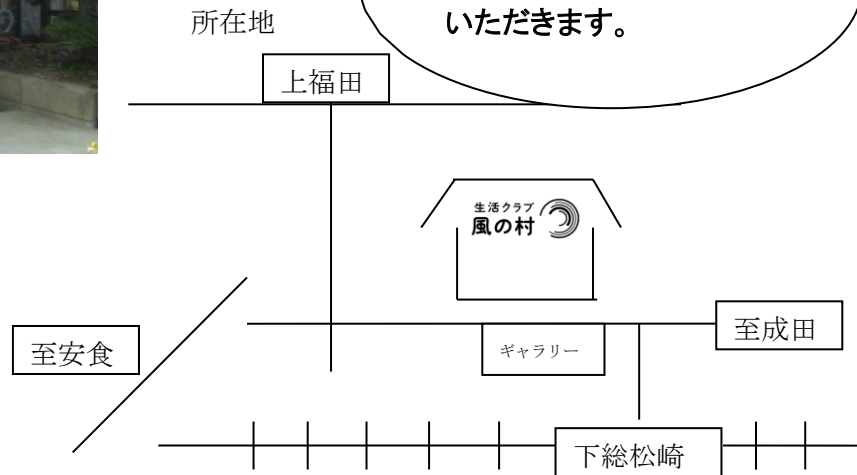 所在地
いただきます。
上福田
生活クラブ
風の村
至成田
至安食
ギャラリー
下総松崎